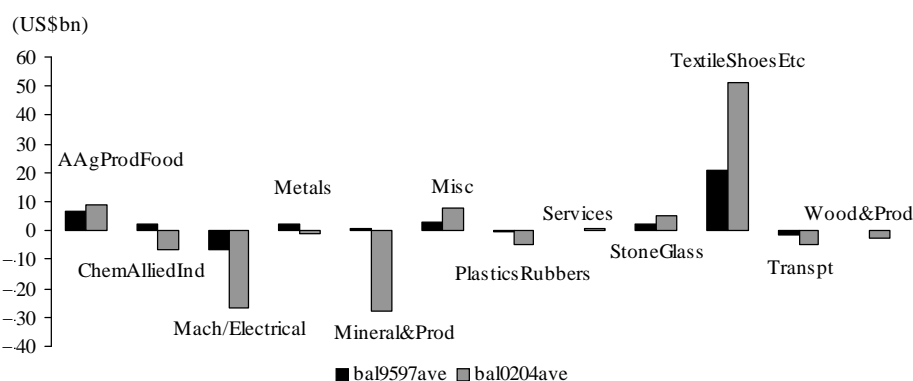 (US$bn)
60
50
40
30
20
10
0
–10
–20
–30
–40
TextileShoesEtc
AAgProdFood
Metals
Misc
Services
Wood&Prod
ChemAlliedInd
PlasticsRubbers
StoneGlass
Transpt
Mach/Electrical
Mineral&Prod
bal9597ave bal0204ave